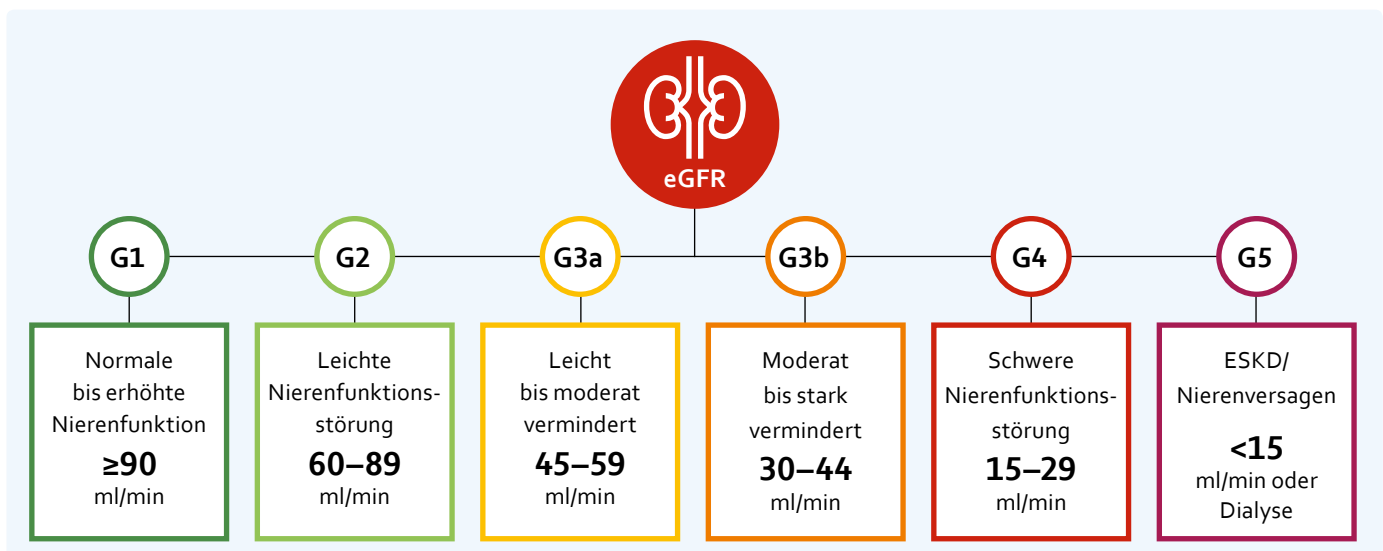 eGFR
G1
Normale
bis erhöhte
Nierenfunktion
≥90
ml/min
G2
Leichte
Nierenfunktions-
störung
60–89
ml/min
G3a
Leicht
bis moderat
vermindert
45–59
ml/min
G3b
Moderat
bis stark
vermindert
30–44
ml/min
G4
Schwere
Nierenfunktions-
störung
15–29
ml/min
G5
ESKD/
Nierenversagen
<15
ml/min oder
Dialyse